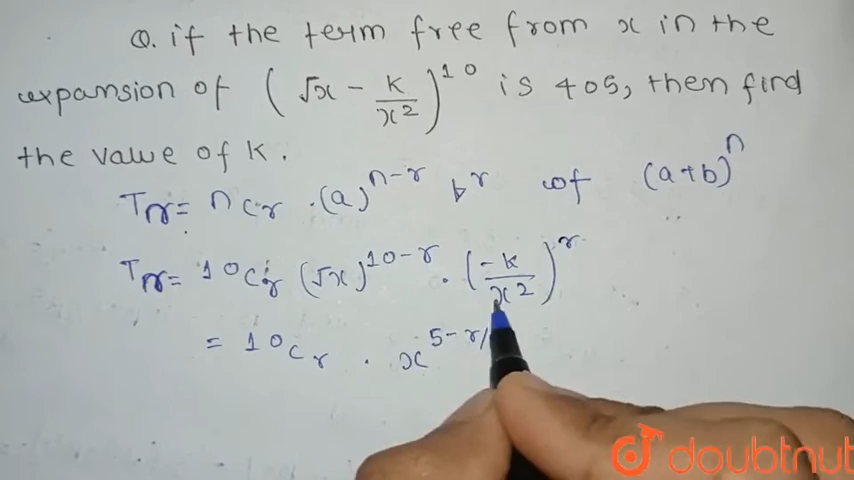 Q. if the term free from x in the
expansion of (√x - k/x²)^10 is 405, then find
the value of k.
Tr = nCr . (a)^n-r b^r of (a+b)^n
Tr = 10Cr (√x)^10-r . (-k/x²)^r
= 10Cr . x^5-r/
doubtnut